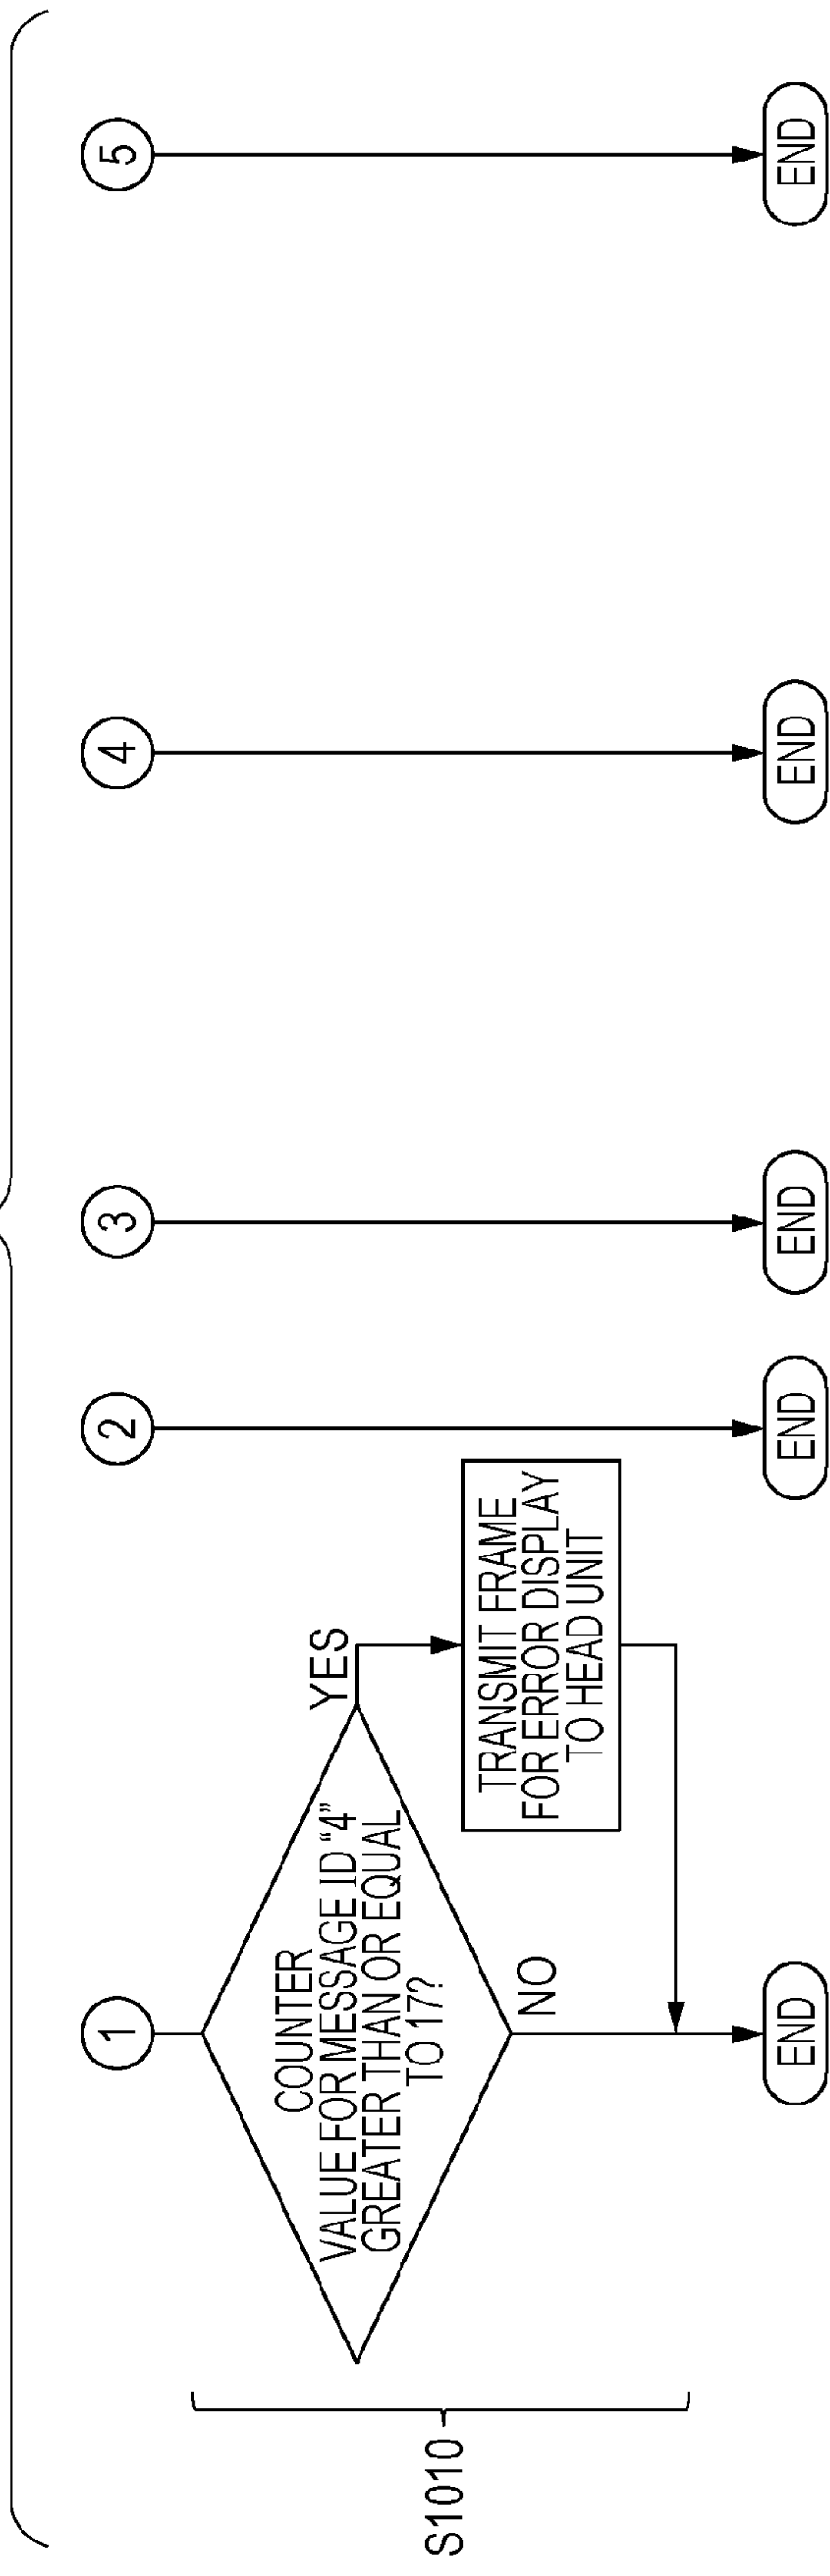 1
2
3
4
5
COUNTER
VALUE FOR MESSAGE ID “4”
GREATER THAN OR EQUAL
TO 17?
YES
NO
TRANSMIT FRAME
FOR ERROR DISPLAY
TO HEAD UNIT
S1010
END
END
END
END
END